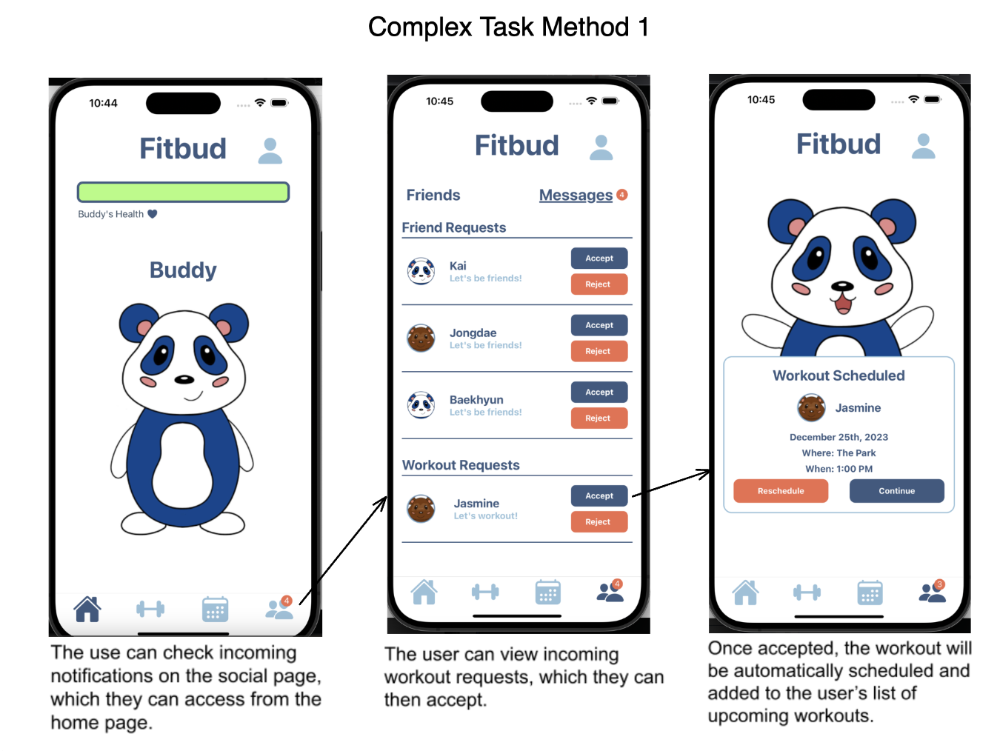 Complex Task Method 1
10:44
Fitbud
Buddy's Health
Buddy
4
The use can check incoming
notifications on the social page,
which they can access from the
home page.
10:45
Fitbud
Friends
Messages 4
Friend Requests
Kai
Let's be friends!
Accept
Reject
Jongdae
Let's be friends!
Accept
Reject
Baekhyun
Let's be friends!
Accept
Reject
Workout Requests
Jasmine
Let's workout!
Accept
Reject
4
The user can view incoming
workout requests, which they can
then accept.
10:45
Fitbud
Workout Scheduled
Jasmine
December 25th, 2023
Where: The Park
When: 1:00 PM
Reschedule
Continue
3
Once accepted, the workout will
be automatically scheduled and
added to the user's list of
upcoming workouts.